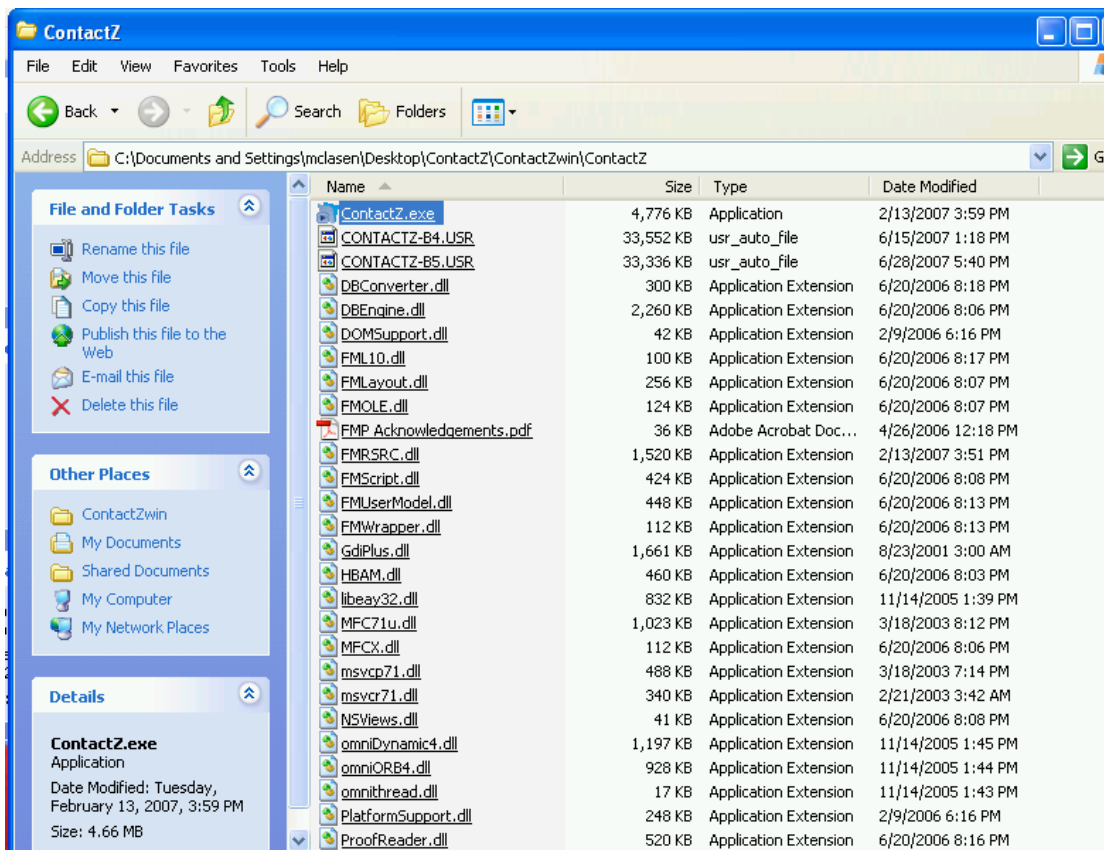 ContactZ
File Edit View Favorites Tools Help
Back Search Folders
Address C:\Documents and Settings\mclasen\Desktop\ContactZ\ContactZwin\ContactZ G
File and Folder Tasks
Rename this file
Move this file
Copy this file
Publish this file to the
Web
E-mail this file
Delete this file
Other Places
ContactZwin
My Documents
Shared Documents
My Computer
My Network Places
Details
ContactZ.exe
Application
Date Modified: Tuesday,
February 13, 2007, 3:59 PM
Size: 4.66 MB
Name Size Type Date Modified
ContactZ.exe 4,776 KB Application 2/13/2007 3:59 PM
CONTACTZ-B4.USR 33,552 KB usr_auto_file 6/15/2007 1:18 PM
CONTACTZ-B5.USR 33,336 KB usr_auto_file 6/28/2007 5:40 PM
DBConverter.dll 300 KB Application Extension 6/20/2006 8:18 PM
DBEngine.dll 2,260 KB Application Extension 6/20/2006 8:06 PM
DOMSupport.dll 42 KB Application Extension 2/9/2006 6:16 PM
FML10.dll 100 KB Application Extension 6/20/2006 8:17 PM
FMLayout.dll 256 KB Application Extension 6/20/2006 8:07 PM
FMOLE.dll 124 KB Application Extension 6/20/2006 8:07 PM
FMP Acknowledgements.pdf 36 KB Adobe Acrobat Doc... 4/26/2006 12:18 PM
FMRSRC.dll 1,520 KB Application Extension 2/13/2007 3:51 PM
FMScript.dll 424 KB Application Extension 6/20/2006 8:08 PM
FMUserModel.dll 448 KB Application Extension 6/20/2006 8:13 PM
FMWrapper.dll 112 KB Application Extension 6/20/2006 8:13 PM
GdiPlus.dll 1,661 KB Application Extension 8/23/2001 3:00 AM
HBAM.dll 460 KB Application Extension 6/20/2006 8:03 PM
libeay32.dll 832 KB Application Extension 11/14/2005 1:39 PM
MFC71u.dll 1,023 KB Application Extension 3/18/2003 8:12 PM
MFCX.dll 112 KB Application Extension 6/20/2006 8:06 PM
msvcp71.dll 488 KB Application Extension 3/18/2003 7:14 PM
msvcr71.dll 340 KB Application Extension 2/21/2003 3:42 AM
NSViews.dll 41 KB Application Extension 6/20/2006 8:08 PM
omniDynamic4.dll 1,197 KB Application Extension 11/14/2005 1:45 PM
omniORB4.dll 928 KB Application Extension 11/14/2005 1:44 PM
omnithread.dll 17 KB Application Extension 11/14/2005 1:43 PM
PlatformSupport.dll 248 KB Application Extension 2/9/2006 6:16 PM
ProofReader.dll 520 KB Application Extension 6/20/2006 8:16 PM